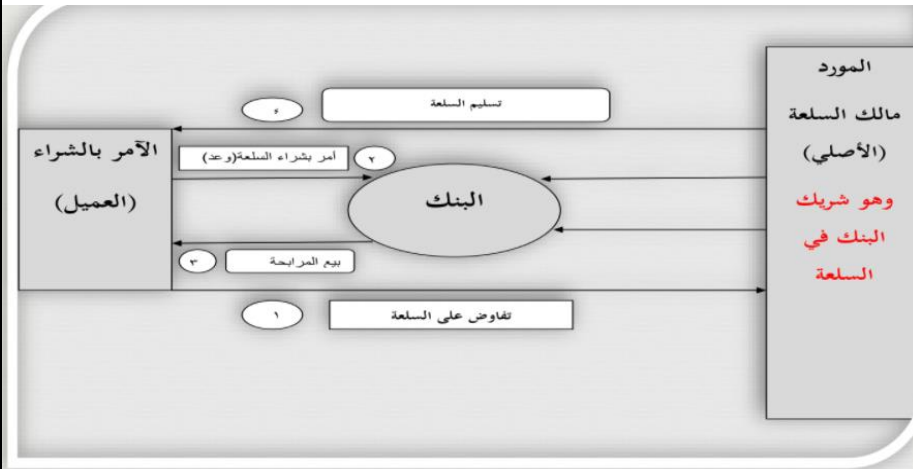 المورد
مالك السلعة
(الأصلي)
وهو شريك
البنك في
السلعة
تسليم السلعة
٤
الآمر بالشراء
(العميل)
أمر بشراء السلعة(وعد)
٢
البنك
بيع المرابحة
٣
تفاوض على السلعة
١